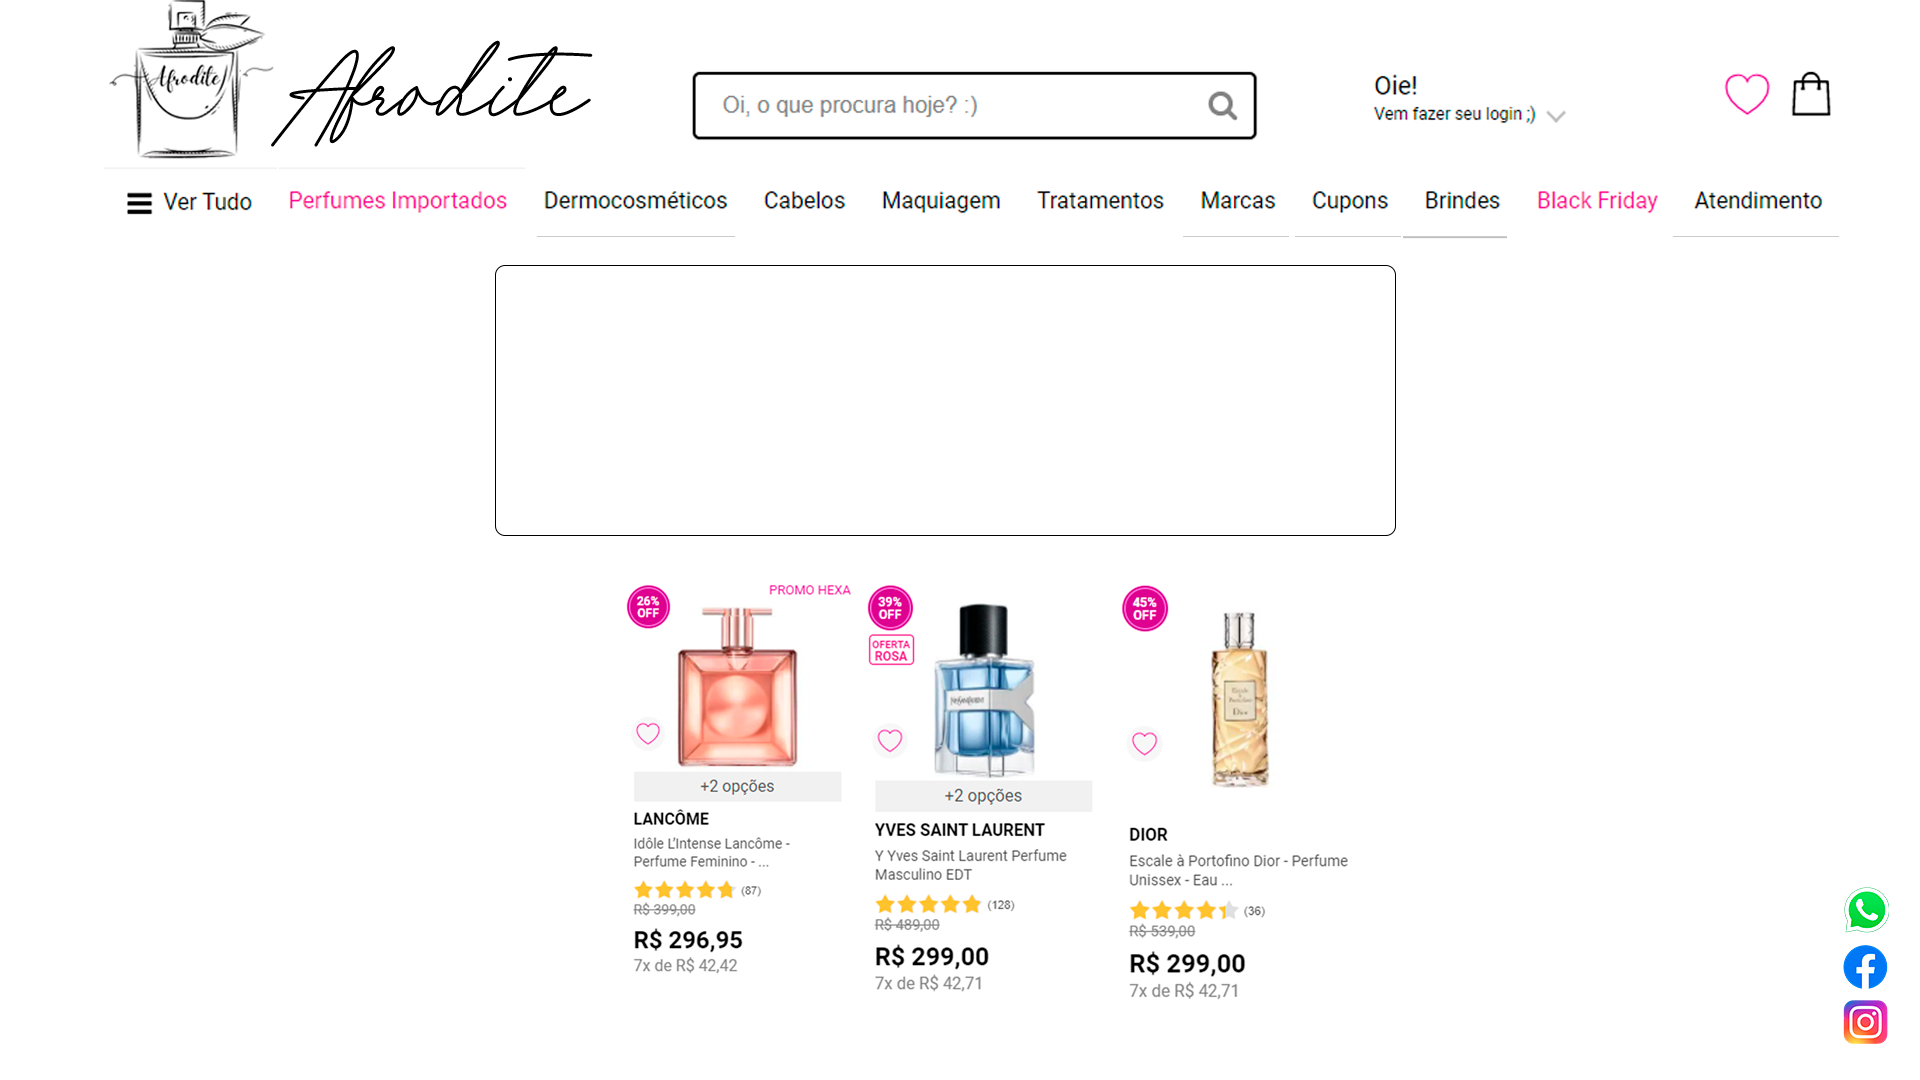 Afrodite
Afrodite
Oi, o que procura hoje? :)
Oie!
Vem fazer seu login ;)
Ver Tudo
Perfumes Importados
Dermocosméticos
Cabelos
Maquiagem
Tratamentos
Marcas
Cupons
Brindes
Black Friday
Atendimento
26%
OFF
PROMO HEXA
+2 opções
LANCÔME
Idôle L'Intense Lancôme -
Perfume Feminino - ...
(87)
R$ 399,00
R$ 296,95
7x de R$ 42,42
39%
OFF
OFERTA
ROSA
YvesSaintLaurent
+2 opções
YVES SAINT LAURENT
Y Yves Saint Laurent Perfume
Masculino EDT
(128)
R$ 489,00
R$ 299,00
7x de R$ 42,71
45%
OFF
Escale
à
Portofino
Dior
DIOR
Escale à Portofino Dior - Perfume
Unissex - Eau ...
(36)
R$ 539,00
R$ 299,00
7x de R$ 42,71